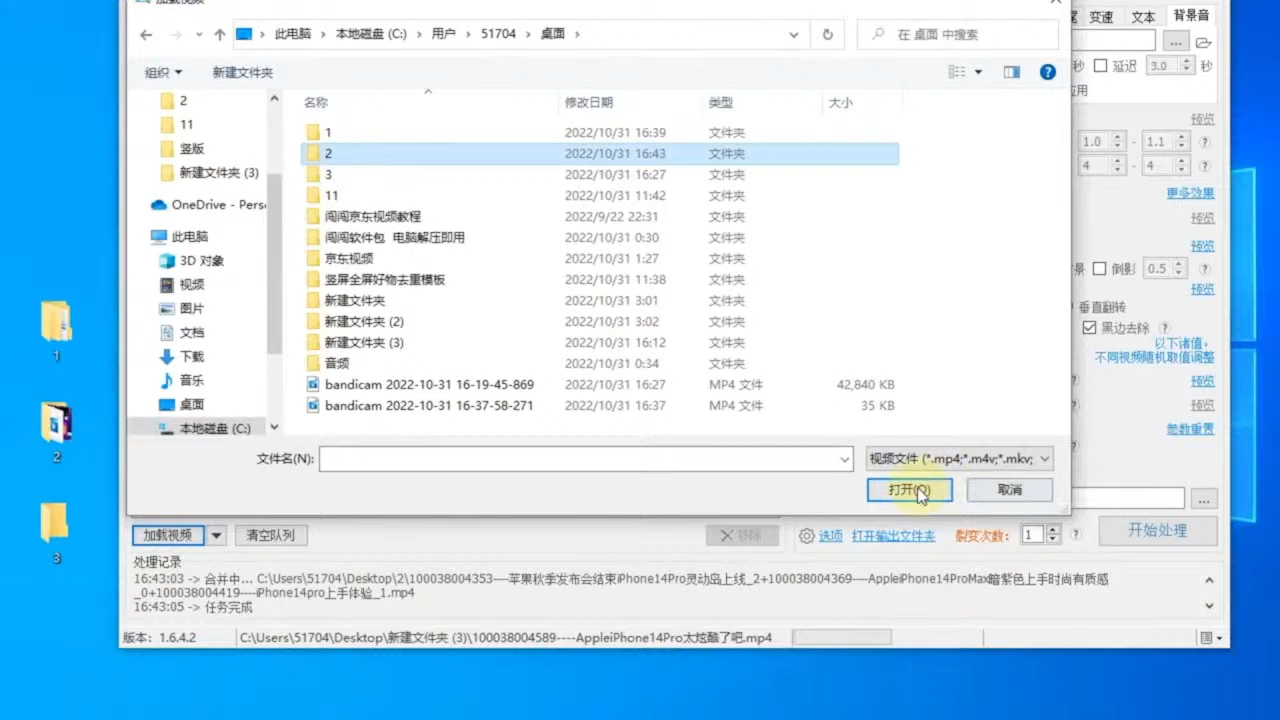 加载视频
此电脑 › 本地磁盘 (C:) › 用户 › 51704 › 桌面 ›
在 桌面 中搜索
组织
新建文件夹
2
11
竖版
新建文件夹 (3)
OneDrive - Pers
此电脑
3D 对象
视频
图片
文档
下载
音乐
桌面
本地磁盘 (C:)
名称 修改日期 类型 大小
1 2022/10/31 16:39 文件夹
2 2022/10/31 16:43 文件夹
3 2022/10/31 16:27 文件夹
11 2022/10/31 11:42 文件夹
闯闯京东视频教程 2022/9/22 22:31 文件夹
闯闯软件包 电脑解压即用 2022/10/31 0:30 文件夹
京东视频 2022/10/31 1:27 文件夹
竖屏全屏好物去重模板 2022/10/31 11:38 文件夹
新建文件夹 2022/10/31 3:01 文件夹
新建文件夹 (2) 2022/10/31 3:02 文件夹
新建文件夹 (3) 2022/10/31 16:12 文件夹
音频 2022/10/31 0:34 文件夹
bandicam 2022-10-31 16-19-45-869 2022/10/31 16:27 MP4 文件 42,840 KB
bandicam 2022-10-31 16-37-58-271 2022/10/31 16:37 MP4 文件 35 KB
文件名(N):
视频文件 (*.mp4;*.m4v;*.mkv;
打开(O)
取消
变速 文本 背景音
...
秒 延迟 3.0 秒
应用
预览
1.0 - 1.1 ?
4 - 4 ?
更多效果
预览
预览
景 倒影 0.5 ?
预览
垂直翻转
黑边去除 ?
以下诸值，
不同视频随机取值调整
? 预览
? 预览
参数重置
?
...
加载视频
清空队列
移除
选项
打开输出文件夹
裂变次数: 1 ?
开始处理
处理记录
16:43:03 -> 合并中... C:\Users\51704\Desktop\2\100038004353----苹果秋季发布会结束iPhone14Pro灵动岛上线_2+100038004369----AppleiPhone14ProMax暗紫色上手时尚有质感
_0+100038004419----iPhone14pro上手体验_1.mp4
16:43:05 -> 任务完成
版本: 1.6.4.2
C:\Users\51704\Desktop\新建文件夹 (3)\100038004589----AppleiPhone14Pro太炫酷了吧.mp4
1
2
3